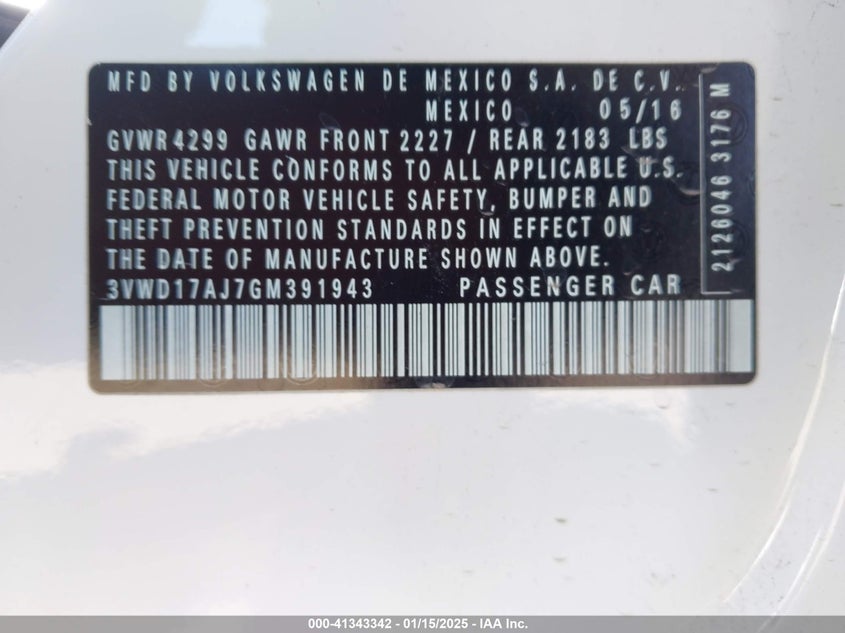 MFD BY VOLKSWAGEN DE MEXICO S.A. DE C.V.
MEXICO 05/16
GVWR 4299 GAWR FRONT 2227 / REAR 2183 LBS
THIS VEHICLE CONFORMS TO ALL APPLICABLE U.S.
FEDERAL MOTOR VEHICLE SAFETY, BUMPER AND
THEFT PREVENTION STANDARDS IN EFFECT ON
THE DATE OF MANUFACTURE SHOWN ABOVE.
3VWD17AJ7GM391943 PASSENGER CAR
2126046 3176 M
000-41343342 - 01/15/2025 - IAA Inc.